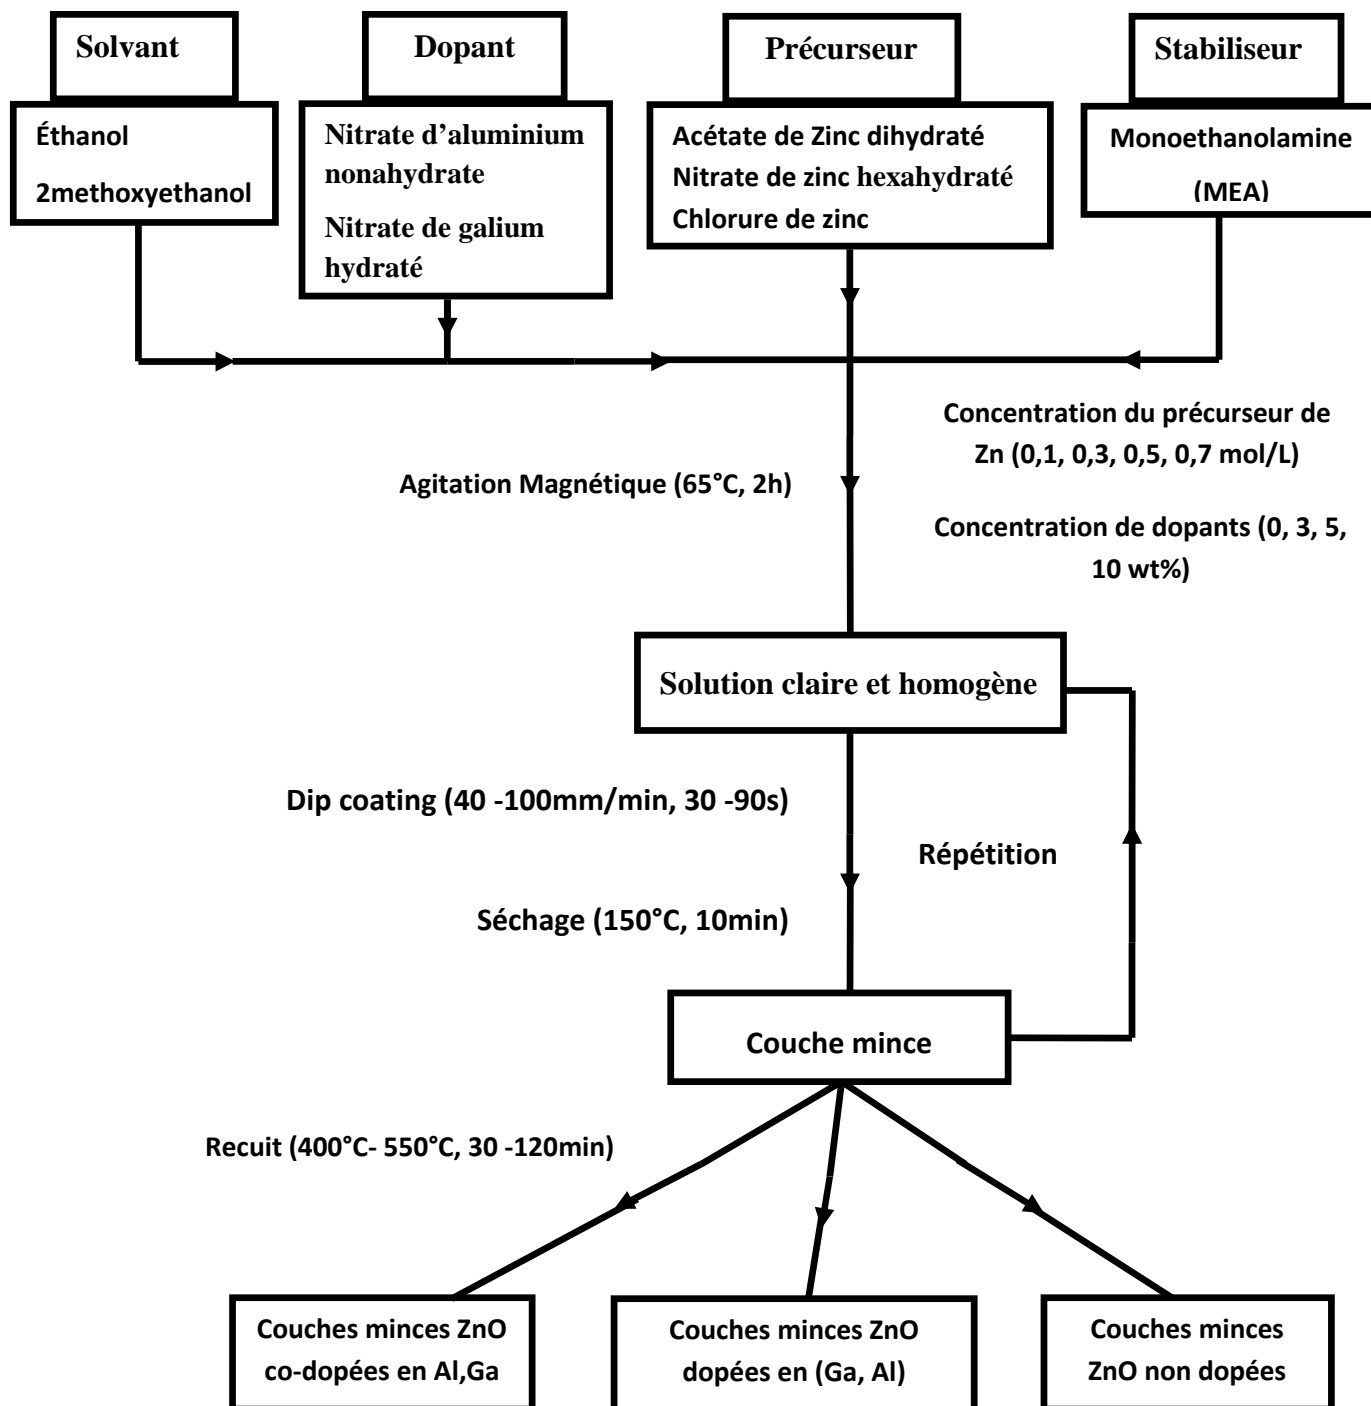 Solvant
Dopant
Précurseur
Stabiliseur
Éthanol
2methoxyethanol
Nitrate d’aluminium
nonahydrate
Nitrate de galium
hydraté
Acétate de Zinc dihydraté
Nitrate de zinc hexahydraté
Chlorure de zinc
Monoethanolamine
(MEA)
Concentration du précurseur de
Zn (0,1, 0,3, 0,5, 0,7 mol/L)
Agitation Magnétique (65°C, 2h)
Concentration de dopants (0, 3, 5,
10 wt%)
Solution claire et homogène
Dip coating (40 -100mm/min, 30 -90s)
Répétition
Séchage (150°C, 10min)
Couche mince
Recuit (400°C- 550°C, 30 -120min)
Couches minces ZnO
co-dopées en Al,Ga
Couches minces ZnO
dopées en (Ga, Al)
Couches minces
ZnO non dopées